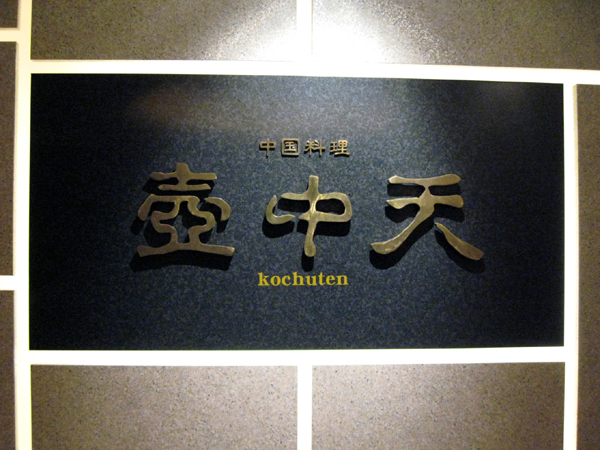 中国料理
壺中天
kochuten